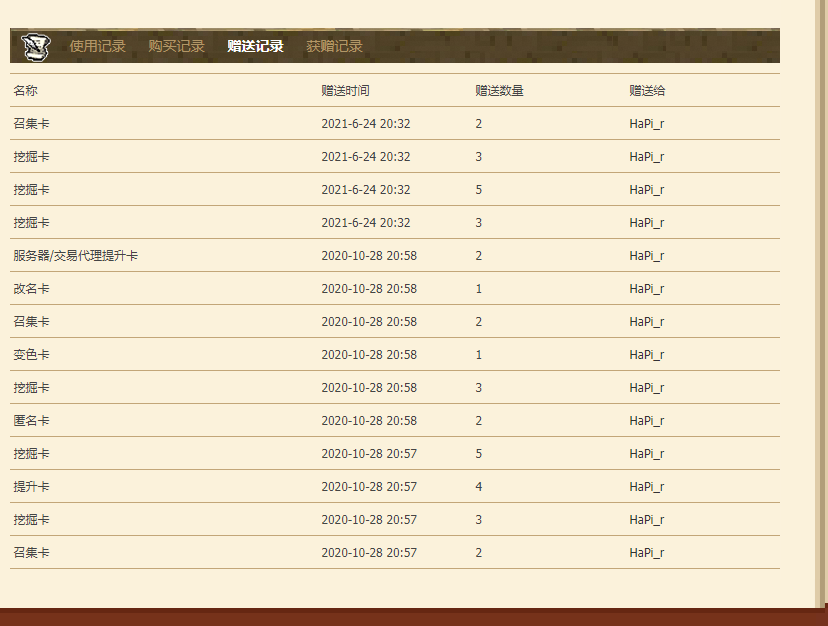 使用记录 购买记录 赠送记录 获赠记录
名称 赠送时间 赠送数量 赠送给
召集卡 2021-6-24 20:32 2 HaPi_r
挖掘卡 2021-6-24 20:32 3 HaPi_r
挖掘卡 2021-6-24 20:32 5 HaPi_r
挖掘卡 2021-6-24 20:32 3 HaPi_r
服务器/交易代理提升卡 2020-10-28 20:58 2 HaPi_r
改名卡 2020-10-28 20:58 1 HaPi_r
召集卡 2020-10-28 20:58 2 HaPi_r
变色卡 2020-10-28 20:58 1 HaPi_r
挖掘卡 2020-10-28 20:58 3 HaPi_r
匿名卡 2020-10-28 20:58 2 HaPi_r
挖掘卡 2020-10-28 20:57 5 HaPi_r
提升卡 2020-10-28 20:57 4 HaPi_r
挖掘卡 2020-10-28 20:57 3 HaPi_r
召集卡 2020-10-28 20:57 2 HaPi_r